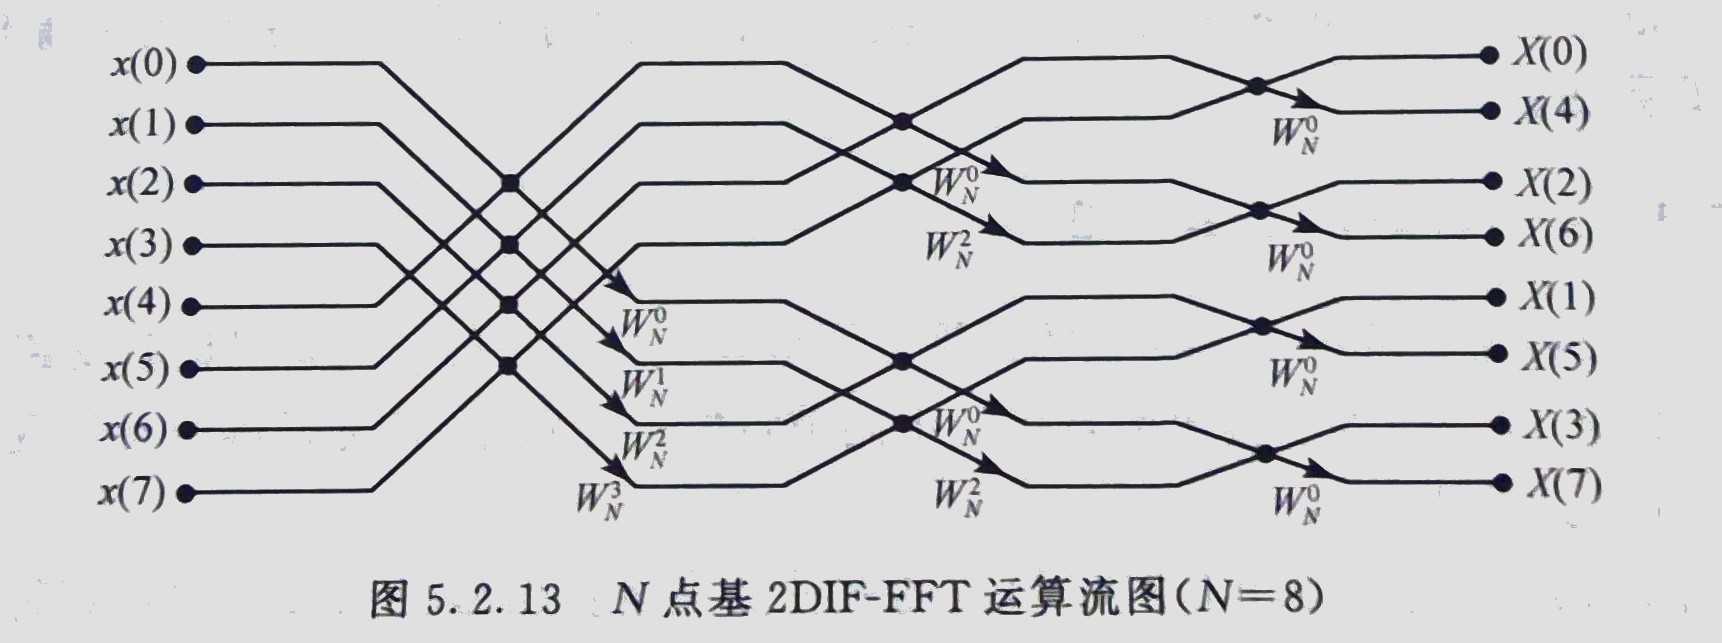 x(0)
x(1)
x(2)
x(3)
x(4)
x(5)
x(6)
x(7)
W_N^0
W_N^1
W_N^2
W_N^3
W_N^0
W_N^2
W_N^0
W_N^2
W_N^0
W_N^0
W_N^0
W_N^0
X(0)
X(4)
X(2)
X(6)
X(1)
X(5)
X(3)
X(7)
图 5.2.13 N 点基 2DIF-FFT 运算流图(N=8)